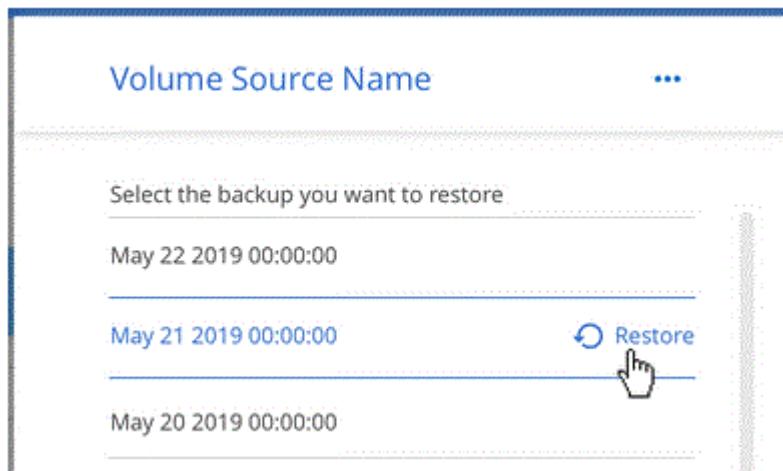 Volume Source Name
Select the backup you want to restore
May 22 2019 00:00:00
May 21 2019 00:00:00 Restore
May 20 2019 00:00:00